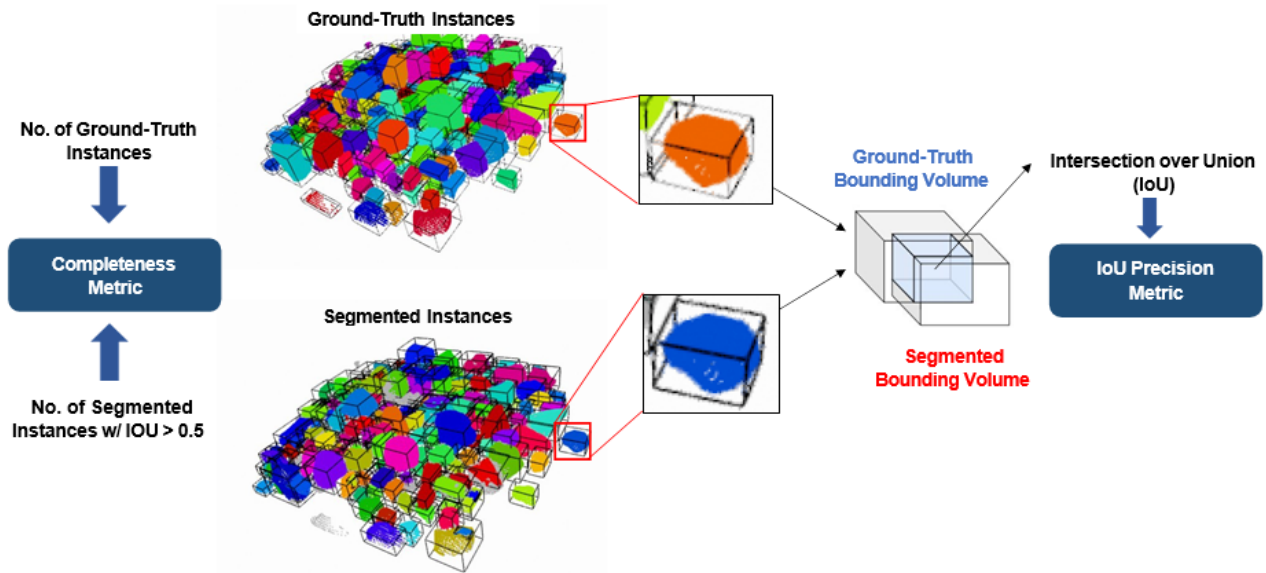 Ground-Truth Instances
No. of Ground-Truth
Instances
Completeness
Metric
No. of Segmented
Instances w/ IOU > 0.5
Segmented Instances
Ground-Truth
Bounding Volume
Segmented
Bounding Volume
Intersection over Union
(IoU)
IoU Precision
Metric